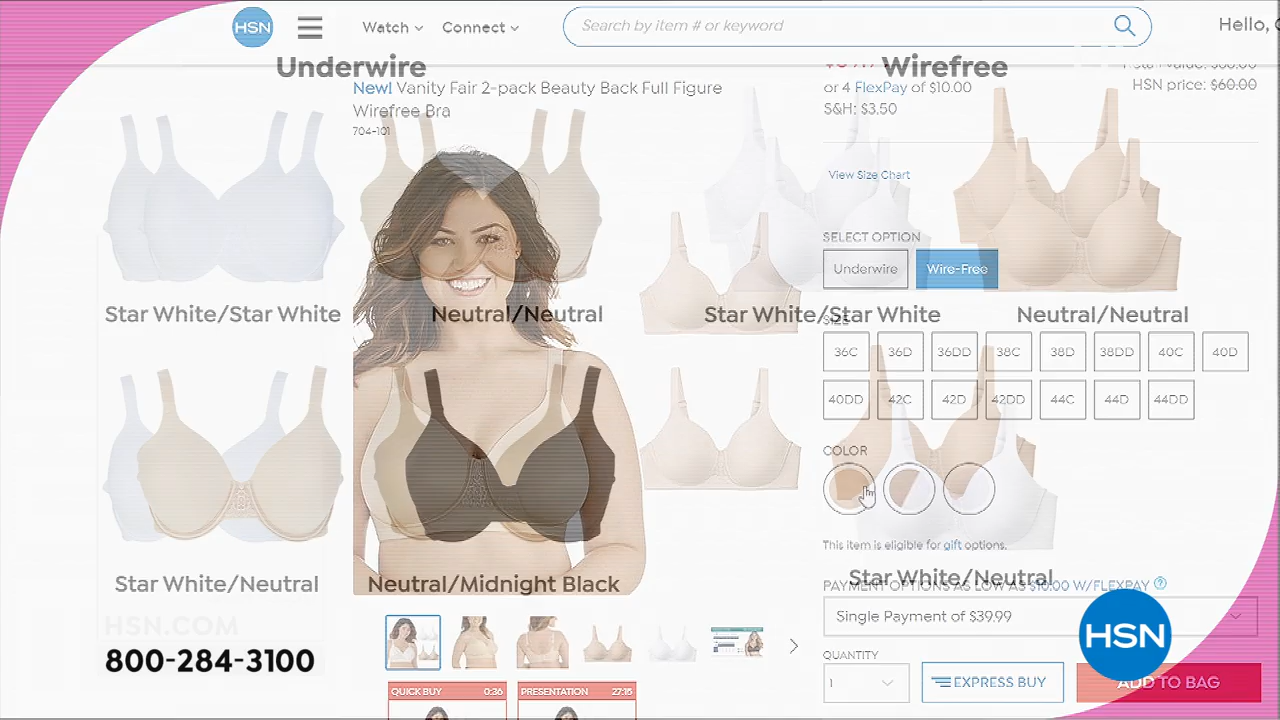 HSN
Watch
Connect
Search by item # or keyword
Hello,
Underwire
Wirefree
New! Vanity Fair 2-pack Beauty Back Full Figure
Wirefree Bra
704-101
or 4 FlexPay of $10.00
S&H: $3.50
HSN price: $60.00
View Size Chart
SELECT OPTION
Underwire
Wire-Free
Star White/Star White
Neutral/Neutral
Star White/Star White
Neutral/Neutral
SIZE
36C 36D 36DD 38C 38D 38DD 40C 40D
40DD 42C 42D 42DD 44C 44D 44DD
COLOR
This item is eligible for gift options.
Star White/Neutral
Neutral/Midnight Black
Star White/Neutral
PAYMENT OPTIONS AS LOW AS $10.00 W/FLEXPAY
Single Payment of $39.99
HSN.COM
800-284-3100
QUANTITY
1
EXPRESS BUY
ADD TO BAG
HSN
QUICK BUY 0:36
PRESENTATION 27:16